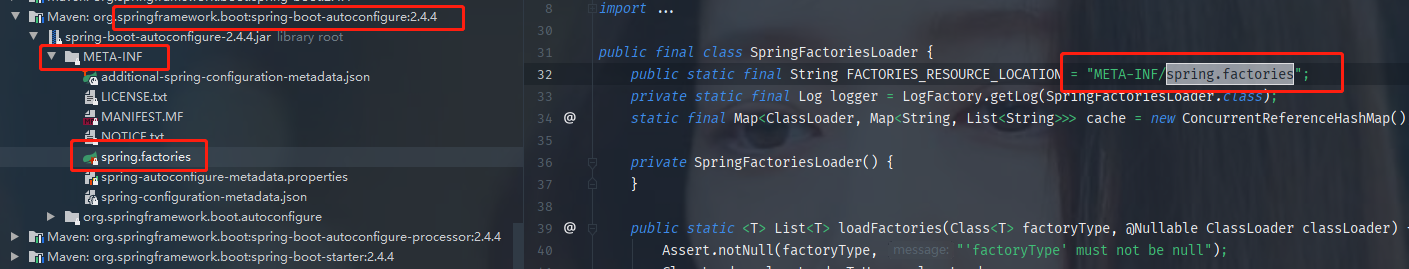 Maven: org.springframework.boot:spring-boot-autoconfigure:2.4.4
spring-boot-autoconfigure-2.4.4.jar library root
META-INF
additional-spring-configuration-metadata.json
LICENSE.txt
MANIFEST.MF
NOTICE.txt
spring.factories
spring-autoconfigure-metadata.properties
spring-configuration-metadata.json
org.springframework.boot.autoconfigure
Maven: org.springframework.boot:spring-boot-autoconfigure-processor:2.4.4
Maven: org.springframework.boot:spring-boot-starter:2.4.4
8 import ...
30
31 public final class SpringFactoriesLoader {
32 public static final String FACTORIES_RESOURCE_LOCATION = "META-INF/spring.factories";
33 private static final Log logger = LogFactory.getLog(SpringFactoriesLoader.class);
34 @ static final Map<ClassLoader, Map<String, List<String>>> cache = new ConcurrentReferenceHashMap()
35
36 private SpringFactoriesLoader() {
37 }
38
39 @ public static <T> List<T> loadFactories(Class<T> factoryType, @Nullable ClassLoader classLoader) {
40 Assert.notNull(factoryType, message: "'factoryType' must not be null");